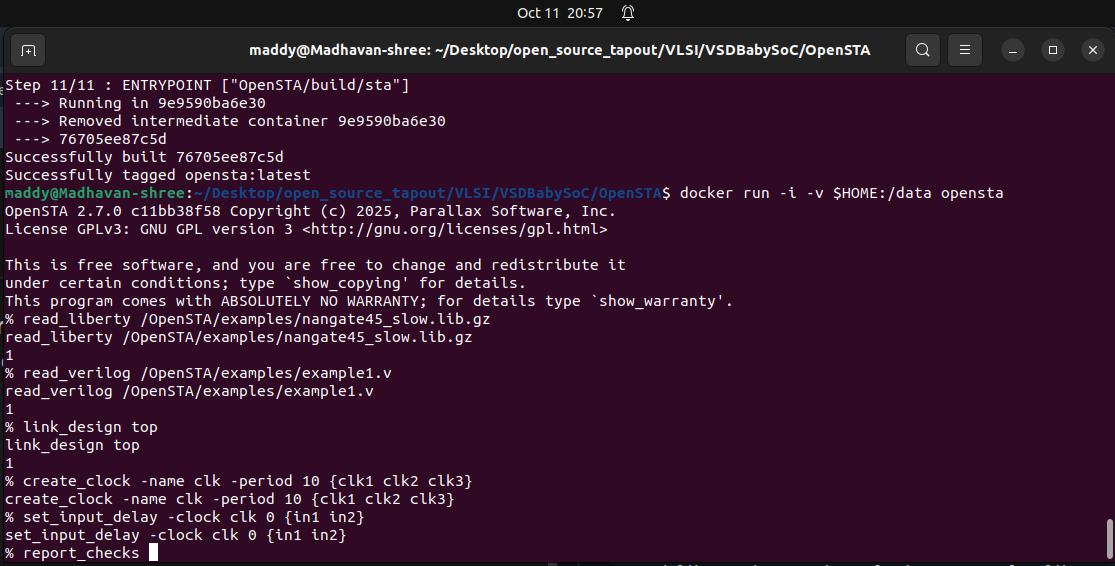 Oct 11 20:57
maddy@Madhavan-shree: ~/Desktop/open_source_tapout/VLSI/VSDBabySoC/OpenSTA
Step 11/11 : ENTRYPOINT ["OpenSTA/build/sta"]
---> Running in 9e9590ba6e30
---> Removed intermediate container 9e9590ba6e30
---> 76705ee87c5d
Successfully built 76705ee87c5d
Successfully tagged opensta:latest
maddy@Madhavan-shree:~/Desktop/open_source_tapout/VLSI/VSDBabySoC/OpenSTA$ docker run -i -v $HOME:/data opensta
OpenSTA 2.7.0 c11bb38f58 Copyright (c) 2025, Parallax Software, Inc.
License GPLv3: GNU GPL version 3 <http://gnu.org/licenses/gpl.html>
This is free software, and you are free to change and redistribute it
under certain conditions; type `show_copying' for details.
This program comes with ABSOLUTELY NO WARRANTY; for details type `show_warranty'.
% read_liberty /OpenSTA/examples/nangate45_slow.lib.gz
read_liberty /OpenSTA/examples/nangate45_slow.lib.gz
1
% read_verilog /OpenSTA/examples/example1.v
read_verilog /OpenSTA/examples/example1.v
1
% link_design top
link_design top
1
% create_clock -name clk -period 10 {clk1 clk2 clk3}
create_clock -name clk -period 10 {clk1 clk2 clk3}
% set_input_delay -clock clk 0 {in1 in2}
set_input_delay -clock clk 0 {in1 in2}
% report_checks